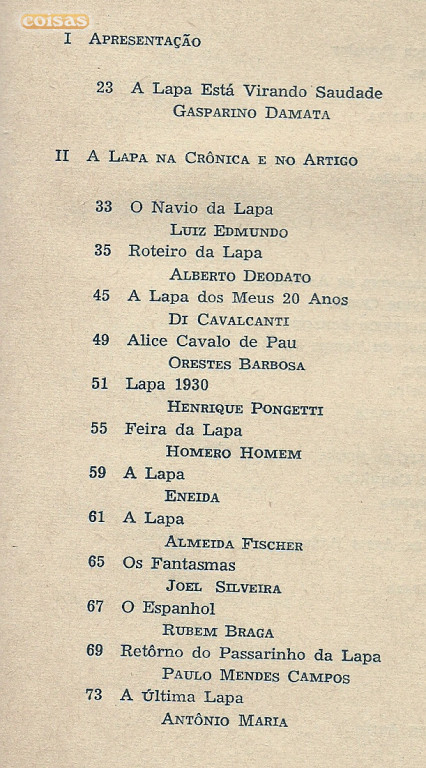 coisas
I APRESENTAÇÃO
23 A Lapa Está Virando Saudade
GASPARINO DAMATA
II A LAPA NA CRÔNICA E NO ARTIGO
33 O Navio da Lapa
LUIZ EDMUNDO
35 Roteiro da Lapa
ALBERTO DEODATO
45 A Lapa dos Meus 20 Anos
DI CAVALCANTI
49 Alice Cavalo de Pau
ORESTES BARBOSA
51 Lapa 1930
HENRIQUE PONGETTI
55 Feira da Lapa
HOMERO HOMEM
59 A Lapa
ENEIDA
61 A Lapa
ALMEIDA FISCHER
65 Os Fantasmas
JOEL SILVEIRA
67 O Espanhol
RUBEM BRAGA
69 Retôrno do Passarinho da Lapa
PAULO MENDES CAMPOS
73 A Última Lapa
ANTÔNIO MARIA